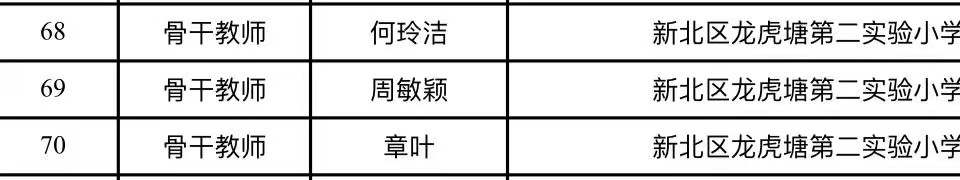 68 骨干教师 何玲洁 新北区龙虎塘第二实验小学
69 骨干教师 周敏颖 新北区龙虎塘第二实验小学
70 骨干教师 章叶 新北区龙虎塘第二实验小学